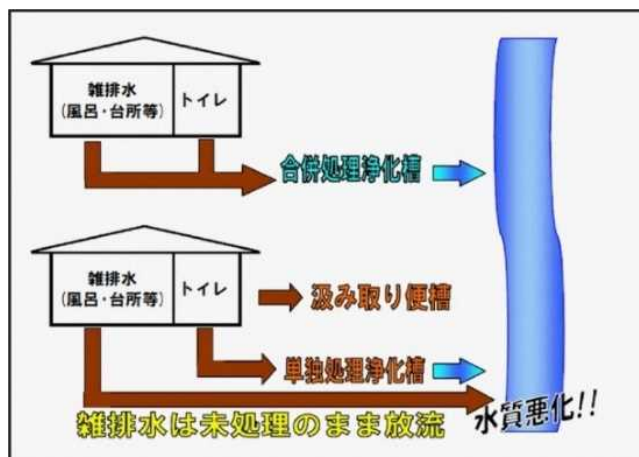 雑排水
(風呂・台所等)
トイレ
合併処理浄化槽
雑排水
(風呂・台所等)
トイレ
汲み取り便槽
単独処理浄化槽
水質悪化!!
雑排水は未処理のまま放流